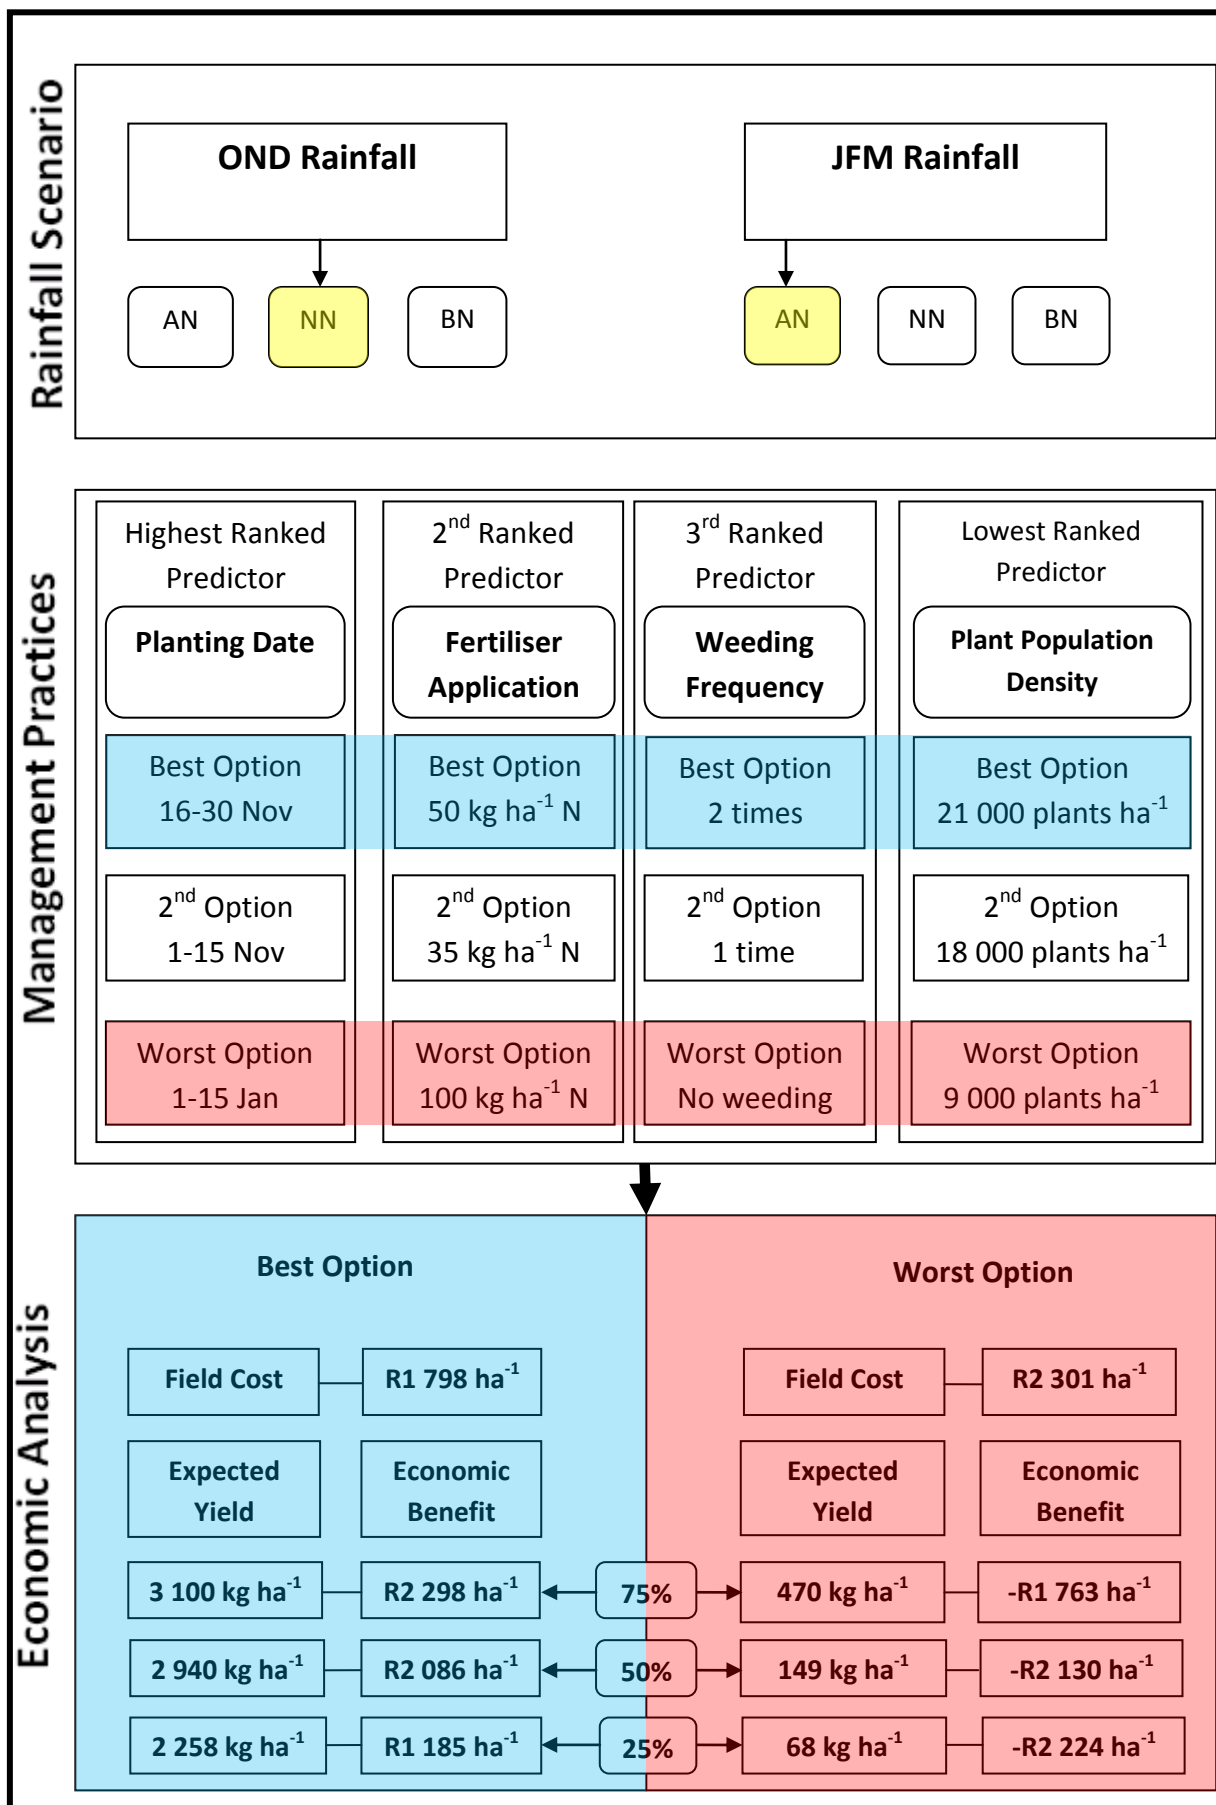 Rainfall Scenario
OND Rainfall
JFM Rainfall
AN
NN
BN
AN
NN
BN
Management Practices
Highest Ranked
Predictor
Planting Date
Best Option
16-30 Nov
2nd Option
1-15 Nov
Worst Option
1-15 Jan
2nd Ranked
Predictor
Fertiliser
Application
Best Option
50 kg ha-1 N
2nd Option
35 kg ha-1 N
Worst Option
100 kg ha-1 N
3rd Ranked
Predictor
Weeding
Frequency
Best Option
2 times
2nd Option
1 time
Worst Option
No weeding
Lowest Ranked
Predictor
Plant Population
Density
Best Option
21 000 plants ha-1
2nd Option
18 000 plants ha-1
Worst Option
9 000 plants ha-1
Economic Analysis
Best Option
Field Cost
R1 798 ha-1
Expected
Yield
Economic
Benefit
3 100 kg ha-1
R2 298 ha-1
2 940 kg ha-1
R2 086 ha-1
2 258 kg ha-1
R1 185 ha-1
75%
50%
25%
Worst Option
Field Cost
R2 301 ha-1
Expected
Yield
Economic
Benefit
470 kg ha-1
-R1 763 ha-1
149 kg ha-1
-R2 130 ha-1
68 kg ha-1
-R2 224 ha-1